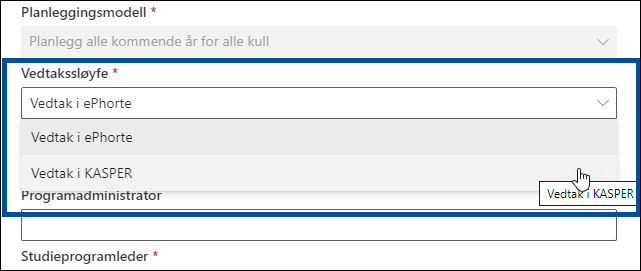 Planleggingsmodell *
Planlegg alle kommende år for alle kull
Vedtakssløyfe *
Vedtak i ePhorte
Vedtak i ePhorte
Vedtak i KASPER
Vedtak i KASPER
Programadministrator
Studieprogramleder *